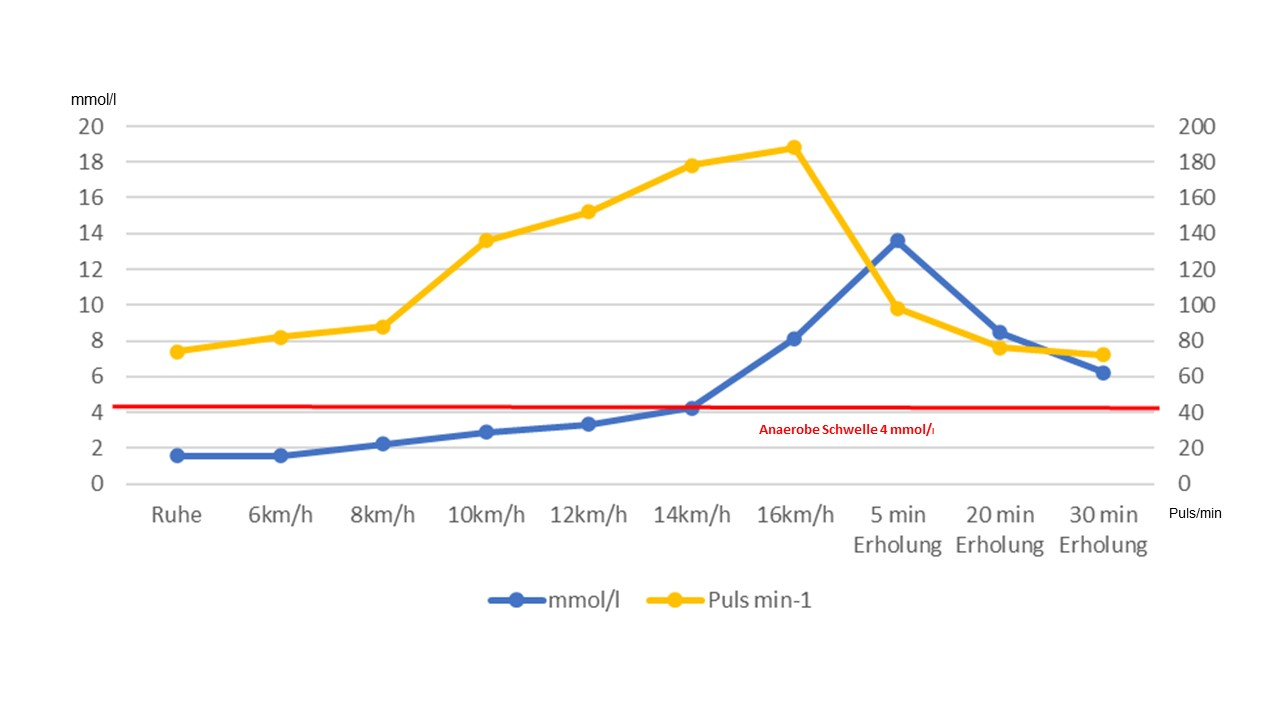 mmol/l
20 200
18 180
16 160
14 140
12 120
10 100
8 80
6 60
4 40
Anaerobe Schwelle 4 mmol/l
2 20
0 0
Ruhe 6km/h 8km/h 10km/h 12km/h 14km/h 16km/h 5 min 20 min 30 min Puls/min
Erholung Erholung Erholung
mmol/l Puls min-1